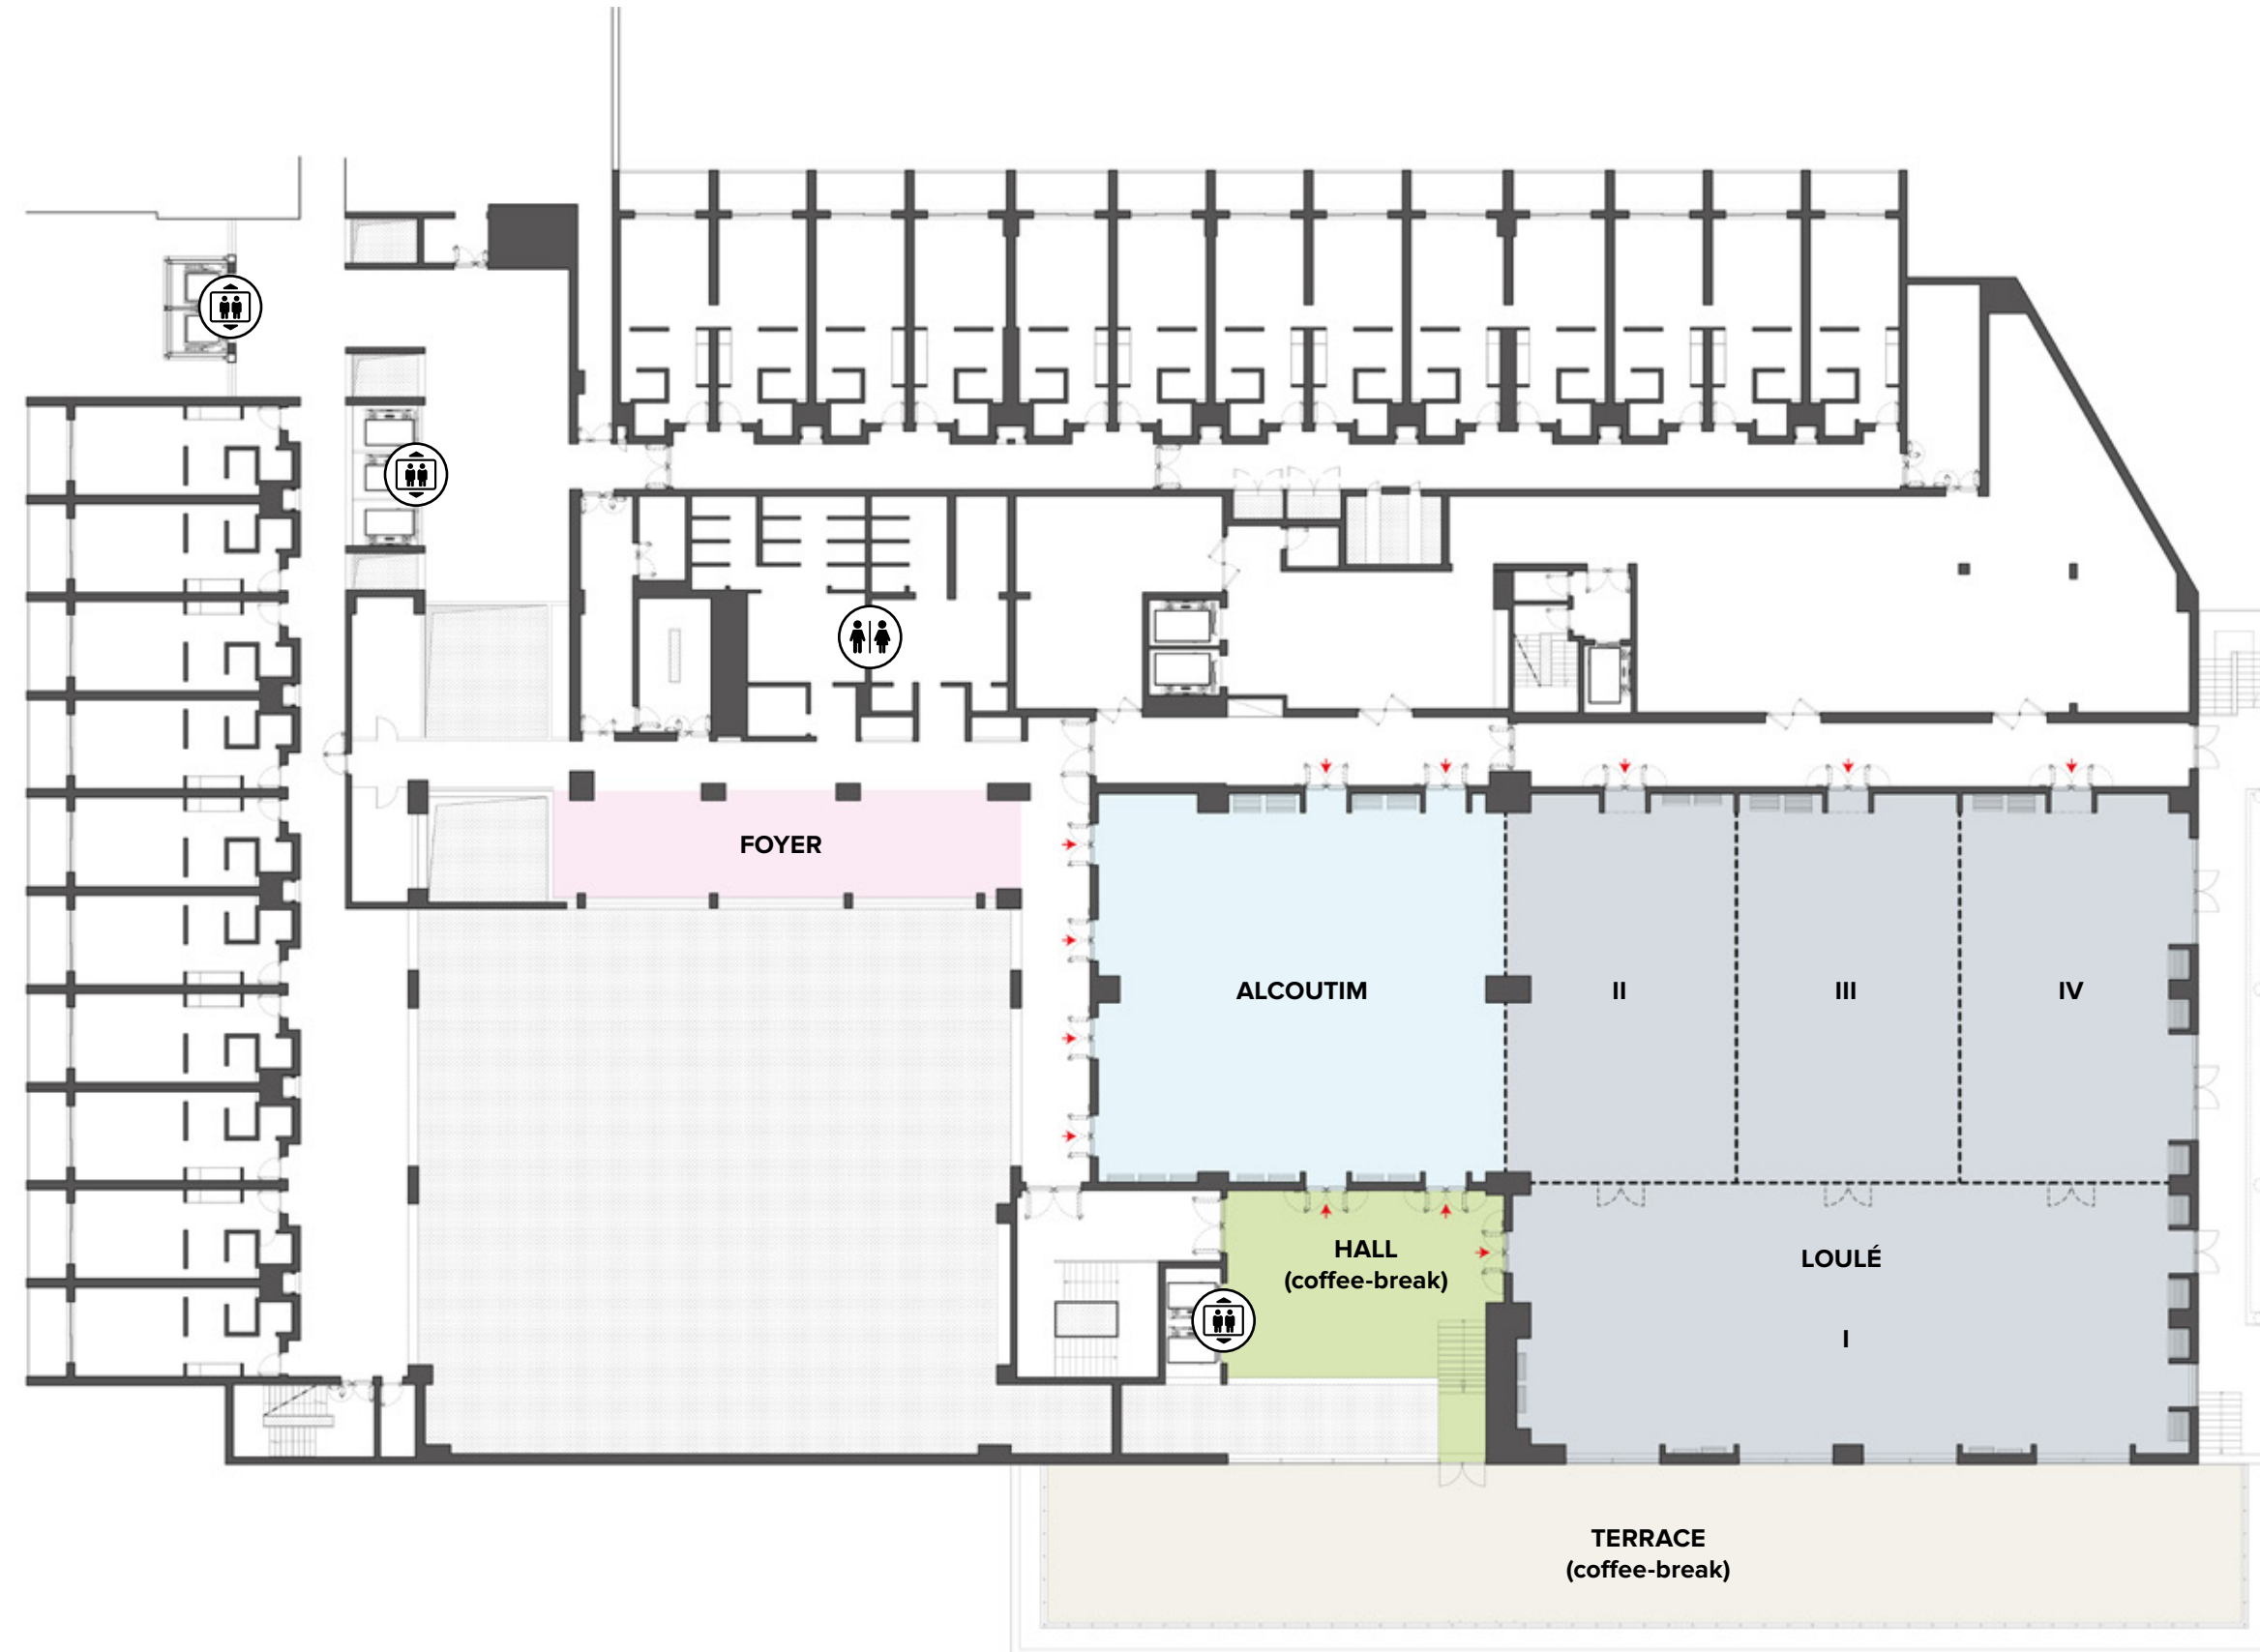 FOYER
ALCOUTIM
II
III
IV
HALL
(coffee-break)
LOULÉ
I
TERRACE
(coffee-break)